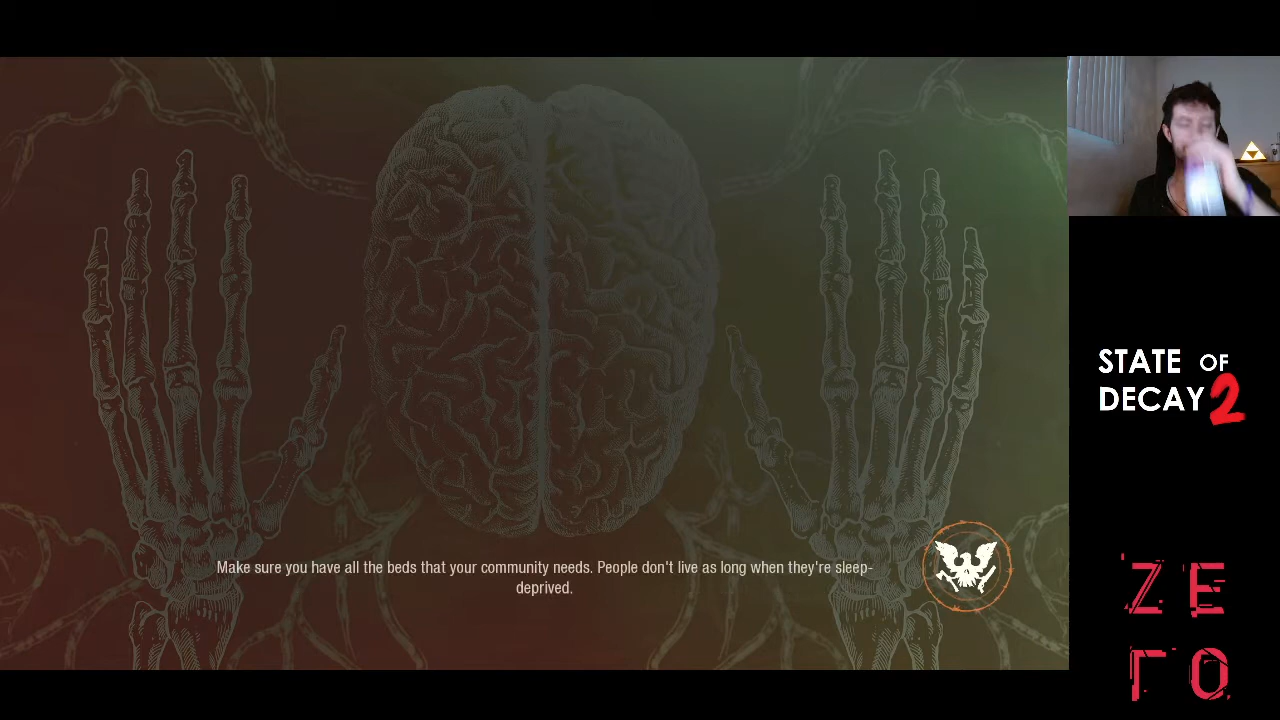 Make sure you have all the beds that your community needs. People don't live as long when they're sleep-
deprived.
STATE OF
DECAY 2
ZE
RO